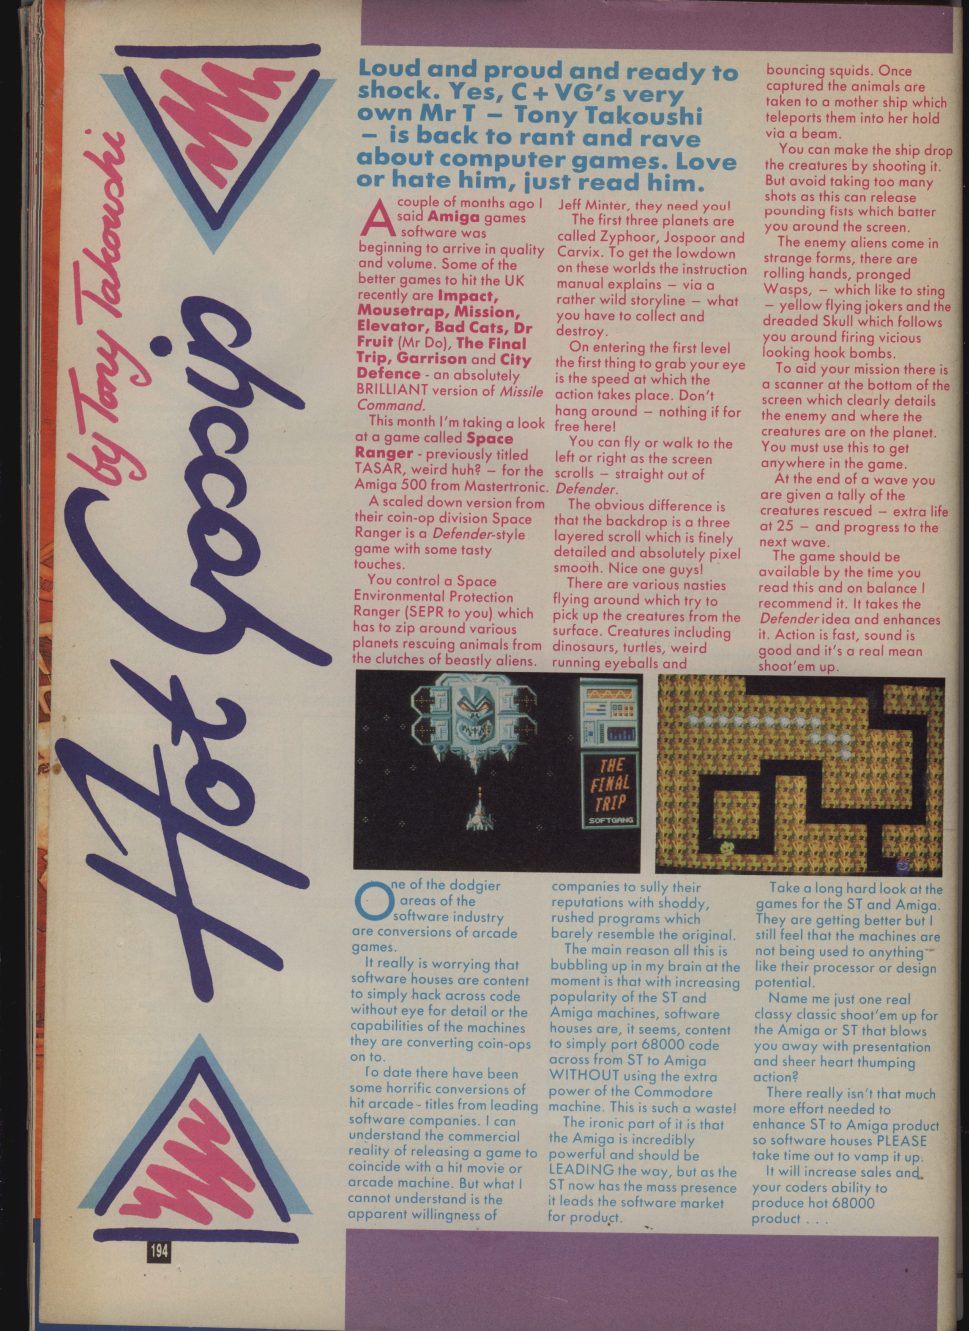 Hot Gossip
by Tony Takoushi
Loud and proud and ready to
shock. Yes, C+VG's very
own Mr T – Tony Takoushi
– is back to rant and rave
about computer games. Love
or hate him, just read him.
A couple of months ago I
said Amiga games
software was
beginning to arrive in quality
and volume. Some of the
better games to hit the UK
recently are Impact,
Mousetrap, Mission,
Elevator, Bad Cats, Dr
Fruit (Mr Do), The Final
Trip, Garrison and City
Defence - an absolutely
BRILLIANT version of Missile
Command.
This month I'm taking a look
at a game called Space
Ranger - previously titled
TASAR, weird huh? – for the
Amiga 500 from Mastertronic.
A scaled down version from
their coin-op division Space
Ranger is a Defender-style
game with some tasty
touches.
You control a Space
Environmental Protection
Ranger (SEPR to you) which
has to zip around various
planets rescuing animals from
the clutches of beastly aliens.
Jeff Minter, they need you!
The first three planets are
called Zyphoor, Jospoor and
Carvix. To get the lowdown
on these worlds the instruction
manual explains – via a
rather wild storyline – what
you have to collect and
destroy.
On entering the first level
the first thing to grab your eye
is the speed at which the
action takes place. Don't
hang around – nothing if for
free here!
You can fly or walk to the
left or right as the screen
scrolls – straight out of
Defender.
The obvious difference is
that the backdrop is a three
layered scroll which is finely
detailed and absolutely pixel
smooth. Nice one guys!
There are various nasties
flying around which try to
pick up the creatures from the
surface. Creatures including
dinosaurs, turtles, weird
running eyeballs and
bouncing squids. Once
captured the animals are
taken to a mother ship which
teleports them into her hold
via a beam.
You can make the ship drop
the creatures by shooting it.
But avoid taking too many
shots as this can release
pounding fists which batter
you around the screen.
The enemy aliens come in
strange forms, there are
rolling hands, pronged
Wasps, – which like to sting
– yellow flying jokers and the
dreaded Skull which follows
you around firing vicious
looking hook bombs.
To aid your mission there is
a scanner at the bottom of the
screen which clearly details
the enemy and where the
creatures are on the planet.
You must use this to get
anywhere in the game.
At the end of a wave you
are given a tally of the
creatures rescued – extra life
at 25 – and progress to the
next wave.
The game should be
available by the time you
read this and on balance I
recommend it. It takes the
Defender idea and enhances
it. Action is fast, sound is
good and it's a real mean
shoot'em up.
THE
FINAL
TRIP
SOFTGANG
One of the dodgier
areas of the
software industry
are conversions of arcade
games.
It really is worrying that
software houses are content
to simply hack across code
without eye for detail or the
capabilities of the machines
they are converting coin-ops
on to.
To date there have been
some horrific conversions of
hit arcade - titles from leading
software companies. I can
understand the commercial
reality of releasing a game to
coincide with a hit movie or
arcade machine. But what I
cannot understand is the
apparent willingness of
companies to sully their
reputations with shoddy,
rushed programs which
barely resemble the original.
The main reason all this is
bubbling up in my brain at the
moment is that with increasing
popularity of the ST and
Amiga machines, software
houses are, it seems, content
to simply port 68000 code
across from ST to Amiga
WITHOUT using the extra
power of the Commodore
machine. This is such a waste!
The ironic part of it is that
the Amiga is incredibly
powerful and should be
LEADING the way, but as the
ST now has the mass presence
it leads the software market
for product.
Take a long hard look at the
games for the ST and Amiga.
They are getting better but I
still feel that the machines are
not being used to anything
like their processor or design
potential.
Name me just one real
classy classic shoot'em up for
the Amiga or ST that blows
you away with presentation
and sheer heart thumping
action?
There really isn't that much
more effort needed to
enhance ST to Amiga product
so software houses PLEASE
take time out to vamp it up.
It will increase sales and
your coders ability to
produce hot 68000
product . . .
194